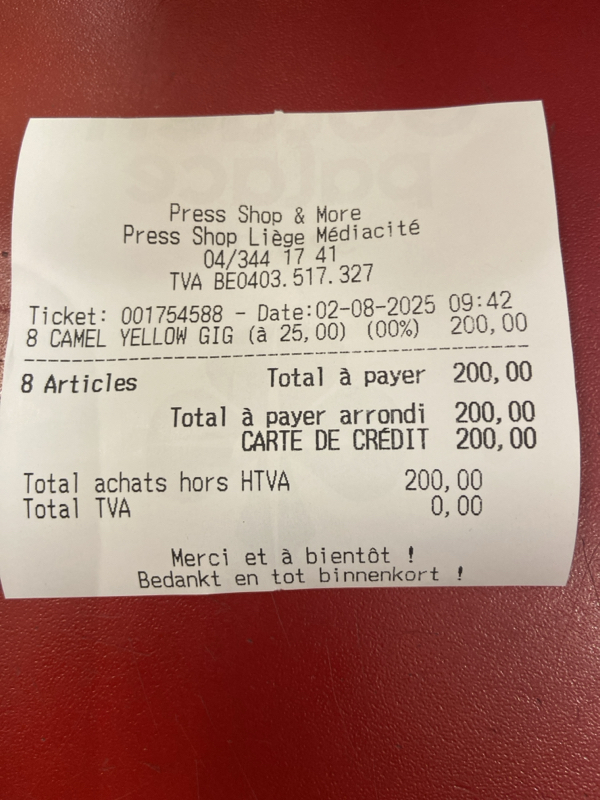 Press Shop & More
Press Shop Liège Médiacité
04/344 17 41
TVA BE0403.517.327
Ticket: 001754588 - Date:02-08-2025 09:42
8 CAMEL YELLOW GIG (à 25,00) (00%) 200,00
8 Articles Total à payer 200,00
Total à payer arrondi 200,00
CARTE DE CRÉDIT 200,00
Total achats hors HTVA 200,00
Total TVA 0,00
Merci et à bientôt !
Bedankt en tot binnenkort !